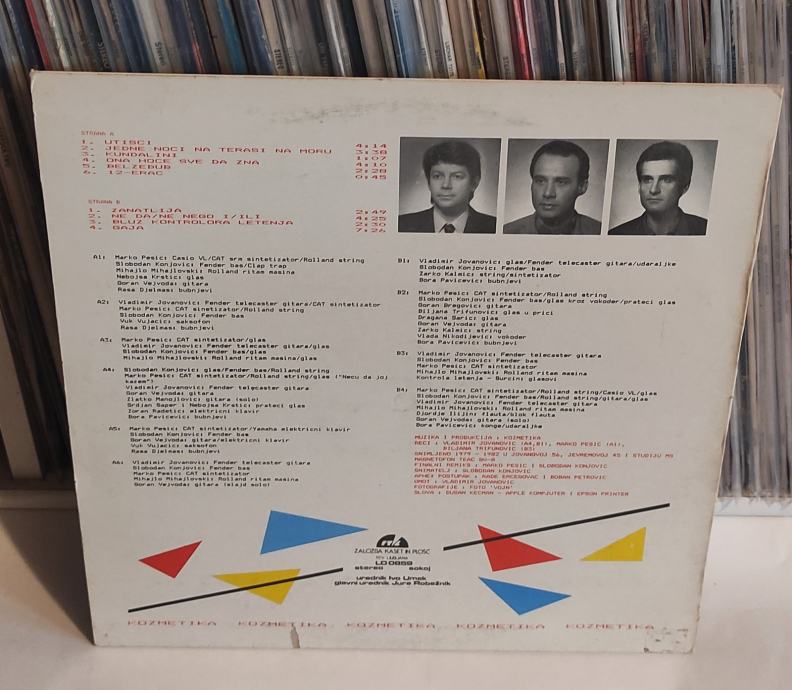 STRANA A
1. UTISCI 4:14
2. JEDNE NOCI NA TERASI NA MORU 3:38
3. KUNDALINI 1:07
4. ONA HOCE SVE DA ZNA 4:10
5. BELZEBUB 2:28
6. 12-ERAC 0:45
STRANA B
1. ZANATLIJA 2:49
2. NE DA/NE NEGO I/ILI 4:25
3. BLUZ KONTROLORA LETENJA 2:30
4. GAJA 7:26
A1: Marko Pesic: Casio VL/CAT srm sintetizator/Rolland string
Slobodan Konjovic: Fender bas/Clap trap
Mihajlo Mihajlovski: Rolland ritam masina
Nebojsa Krstic: glas
Goran Vejvoda: gitara
Rasa Djelmas: bubnjevi
A2: Vladimir Jovanovic: Fender telecaster gitara/CAT sintetizator
Marko Pesic: CAT sinetizator/Rolland string
Slobodan Konjovic: Fender bas
Vuk Vujacic: saksofon
Rasa Djelmas: bubnjevi
A3: Marko Pesic: CAT sintetizator/glas
Vladimir Jovanovic: Fender telecaster gitara/glas
Slobodan Konjovic: Fender bas/glas
Mihajlo Mihajlovski: Rolland ritam masina/glas
A4: Slobodan Konjovic: glas/Fender bas/Rolland string
Marko Pesic: CAT sintetizator/Rolland string/glas ("Necu da joj kazem")
Vladimir Jovanovic: Fender telecaster gitara
Goran Vejvoda: gitara
Zlatko Manojlovic: gitara (solo)
Srdjan Saper i Nebojsa Krstic: prateci glas
Zoran Radetic: elektricni klavir
Bora Pavicevic: bubnjevi
A5: Marko Pesic: CAT sintetizator/Yamaha elektricni klavir
Slobodan Konjovic: Fender bas
Goran Vejvoda: gitara/elektricni klavir
Vuk Vujacic: saksofon
Rasa Djelmas: bubnjevi
A6: Vladimir Jovanovic: Fender telecaster gitara
Slobodan Konjovic: Fender bas
Marko Pesic: CAT sintetizator
Mihajlo Mihajlovski: Rolland ritam masina
Goran Vejvoda: gitara (slajd solo)
B1: Vladimir Jovanovic: glas/Fender telecaster gitara/udaraljke
Slobodan Konjovic: Fender bas
Zarko Kalmic: string/sintetizator
Bora Pavicevic: bubnjevi
B2: Marko Pesic: CAT sintetizator/Rolland string
Slobodan Konjovic: Fender bas/glas kroz vokoder/prateci glas
Goran Bregovic: gitara
Biljana Trifunovic: glas u prici
Dragana Saric: glas
Goran Vejvoda: gitara
Zarko Kalmic: string
Vlada Nikodijevic: vokoder
Bora Pavicevic: bubnjevi
B3: Vladimir Jovanovic: Fender telecaster gitara
Slobodan Konjovic: Fender bas
Marko Pesic: CAT sintetizator
Mihajlo Mihajlovski: Rolland ritam masina
Kontrola letenja - Surcin: glasovi
B4: Marko Pesic: CAT sintetizator/Rolland string/Casio VL/glas
Slobodan Konjovic: Fender bas/Rolland string/gitara/glas
Vladimir Jovanovic: Fender telecaster gitara
Mihajlo Mihajlovski: Rolland ritam masina
Djordje Ilijin: flauta/blok flauta
Goran Vejvoda: gitara (solo)
Bora Pavicevic: konge/udaraljke
MUZIKA I PRODUKCIJA : KOZMETIKA
RECI : VLADIMIR JOVANOVIC (A4,B1), MARKO PESIC (A1),
BILJANA TRIFUNOVIC (B3)
SNIMLJENO 1979 - 1982 U JOVANOVOJ 56, JEVREMOVOJ 45 I STUDIJU M5
MAGNETOFON TEAC 80-8
FINALNI REMIKS : MARKO PESIC I SLOBODAN KONJOVIC
SNIMATELJ : SLOBODAN KONJOVIC
POSTUPAK : RADE ERCEGOVAC I BOBAN PETROVIC
OMOT : VLADIMIR JOVANOVIC
FOTOGRAFIJE : FOTO 'VOJN'
SLOVA : DUSAN KECMAN - APPLE KOMPJUTER I EPSON PRINTER
rtvlj
ZALOŽBA KASET IN PLOŠČ
RTV LJUBLJANA
LD 0859
stereo sokoj
urednik Ivo Umek
glavni urednik Jure Robežnik
KOZMETIKA KOZMETIKA KOZMETIKA KOZMETIKA KOZMETIKA